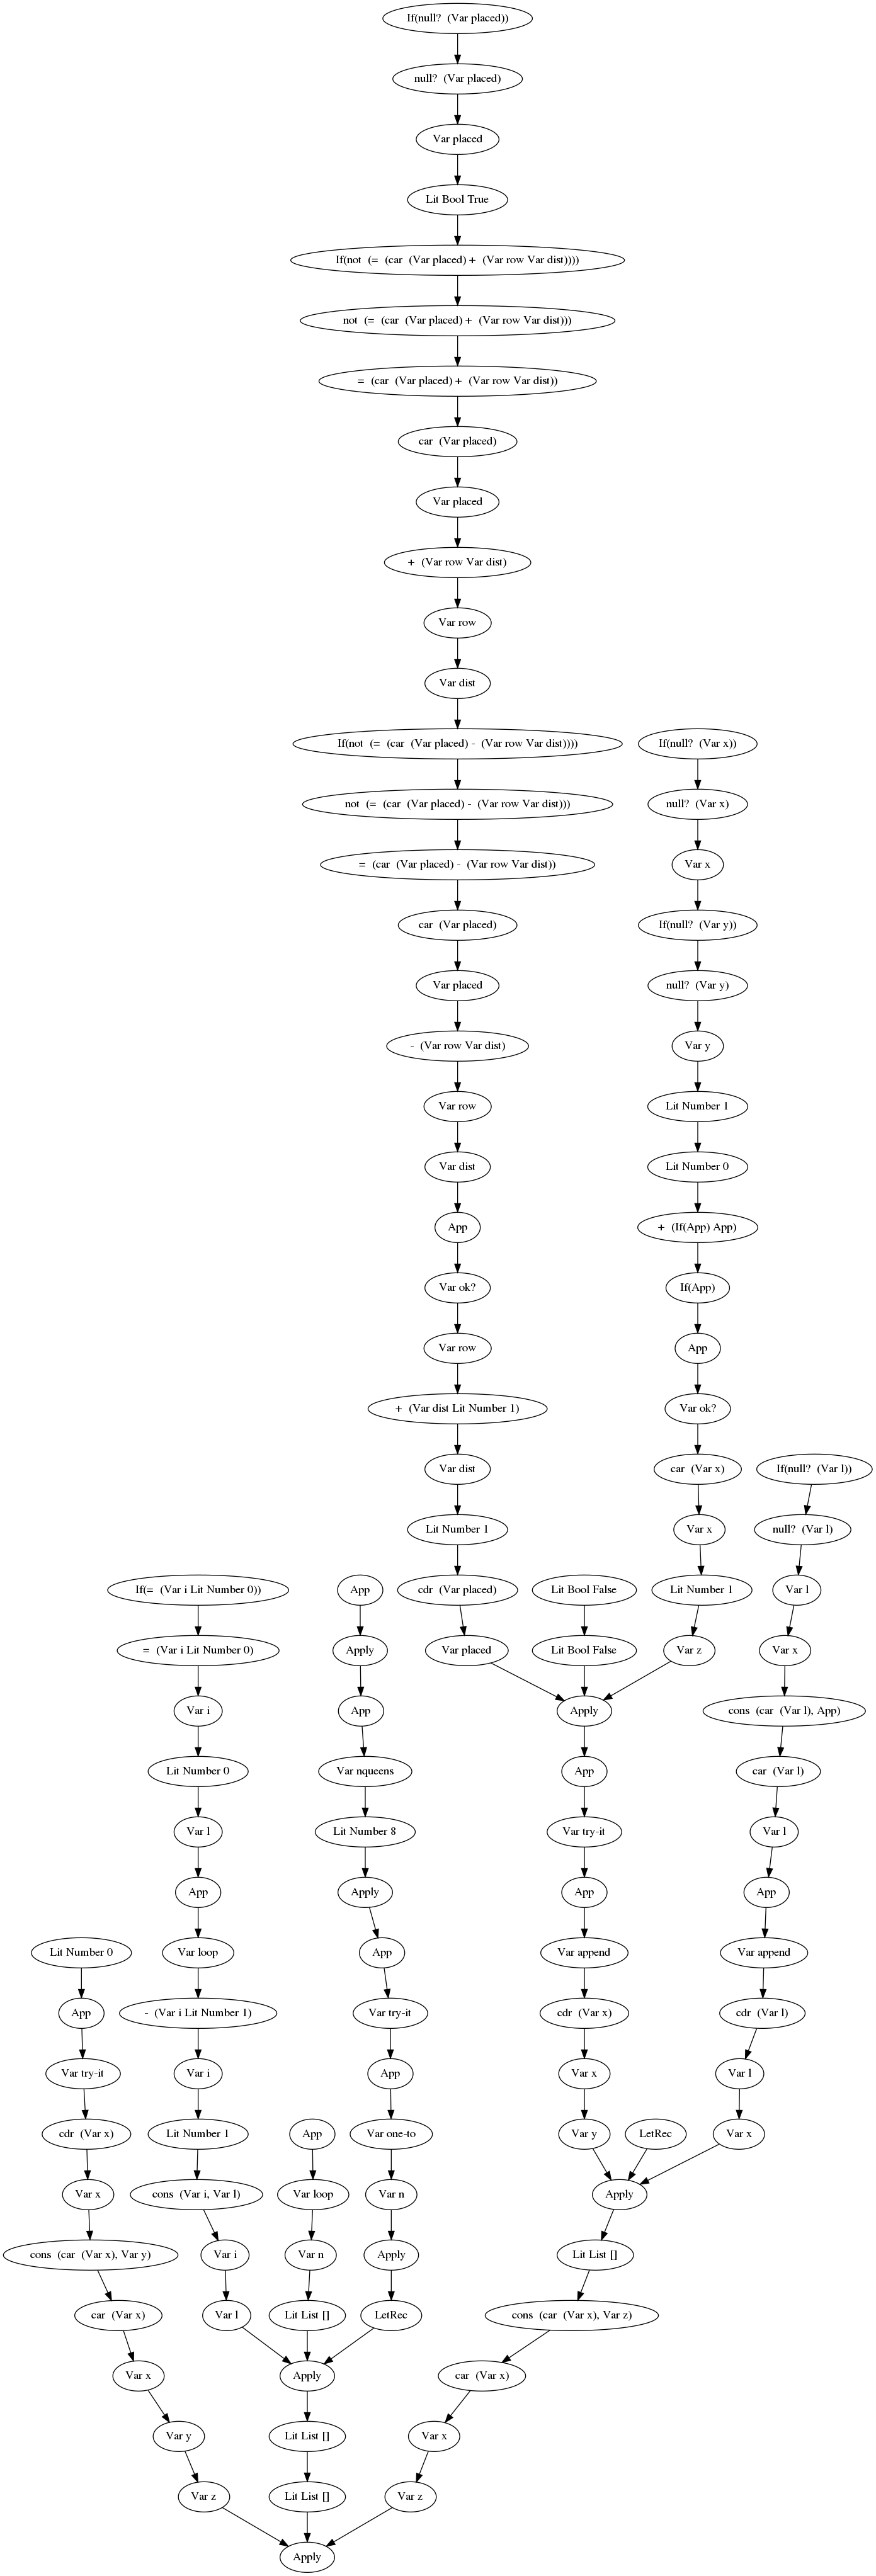 If(null? (Var placed))
null? (Var placed)
Var placed
Lit Bool True
If(not (= (car (Var placed) + (Var row Var dist))))
not (= (car (Var placed) + (Var row Var dist)))
= (car (Var placed) + (Var row Var dist))
car (Var placed)
Var placed
+ (Var row Var dist)
Var row
Var dist
If(not (= (car (Var placed) - (Var row Var dist)))) If(null? (Var x))
not (= (car (Var placed) - (Var row Var dist))) null? (Var x)
= (car (Var placed) - (Var row Var dist)) Var x
car (Var placed) If(null? (Var y))
Var placed null? (Var y)
- (Var row Var dist) Var y
Var row Lit Number 1
Var dist Lit Number 0
App + (If(App) App)
Var ok? If(App)
Var row App
+ (Var dist Lit Number 1) Var ok?
Var dist car (Var x) If(null? (Var l))
Lit Number 1 Var x null? (Var l)
If(= (Var i Lit Number 0)) App cdr (Var placed) Lit Bool False Lit Number 1 Var l
= (Var i Lit Number 0) Apply Var placed Lit Bool False Var z Var x
Var i App Apply cons (car (Var l), App)
Lit Number 0 Var nqueens App car (Var l)
Var l Lit Number 8 Var try-it Var l
App Apply App App
Lit Number 0 Var loop App Var append Var append
App - (Var i Lit Number 1) Var try-it cdr (Var x) cdr (Var l)
Var try-it Var i App Var x Var l
cdr (Var x) Lit Number 1 App Var one-to Var y LetRec Var x
Var x cons (Var i, Var l) Var loop Var n Apply
cons (car (Var x), Var y) Var i Var n Apply Lit List []
car (Var x) Var l Lit List [] LetRec cons (car (Var x), Var z)
Var x Apply car (Var x)
Var y Lit List [] Var x
Var z Lit List [] Var z
Apply